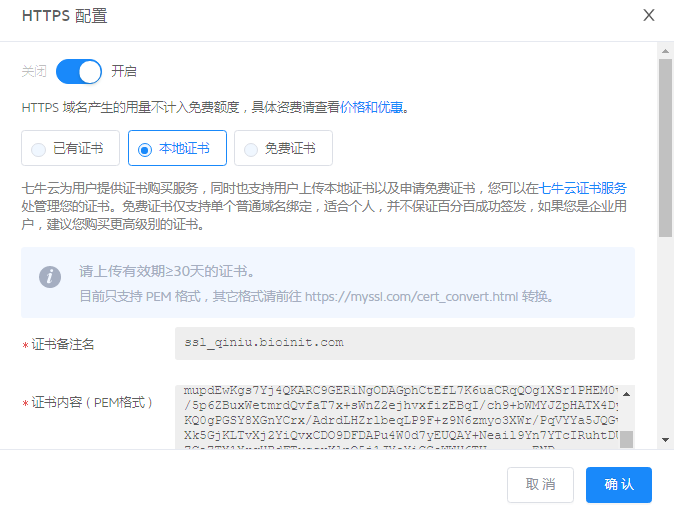 HTTPS 配置
关闭 开启
HTTPS 域名产生的用量不计入免费额度，具体资费请查看价格和优惠。
已有证书 本地证书 免费证书
七牛云为用户提供证书购买服务，同时也支持用户上传本地证书以及申请免费证书，您可以在七牛云证书服务
处管理您的证书。免费证书仅支持单个普通域名绑定，适合个人，并不保证百分百成功签发，如果您是企业用
户，建议您购买更高级别的证书。
请上传有效期≥30天的证书。
目前只支持 PEM 格式，其它格式请前往 https://myssl.com/cert_convert.html 转换。
* 证书备注名 ssl_qiniu.bioinit.com
* 证书内容（PEM格式）
mupdEwKgs7Yj4QKARC9GERiNgODAGphCtEfL7K6uaCRqQOg1XSr1PHEM0
/5p6ZBuxWetmrdQvfaT7x+sWnZ2ejhvxfizEBqI/ch9+bWMYJZpHATX4D
KQ0gPGSY8XGnYCrx/AdrdLHZrlbeqLP9F+z9N6zmyo3XWr/PqVYYa5JQG
Xk5GjKLTvXj2YiQvxCDO9DFDAPu4W0d7yEUQAY+Neail9Yn7YTcIRuhtD
取消 确认